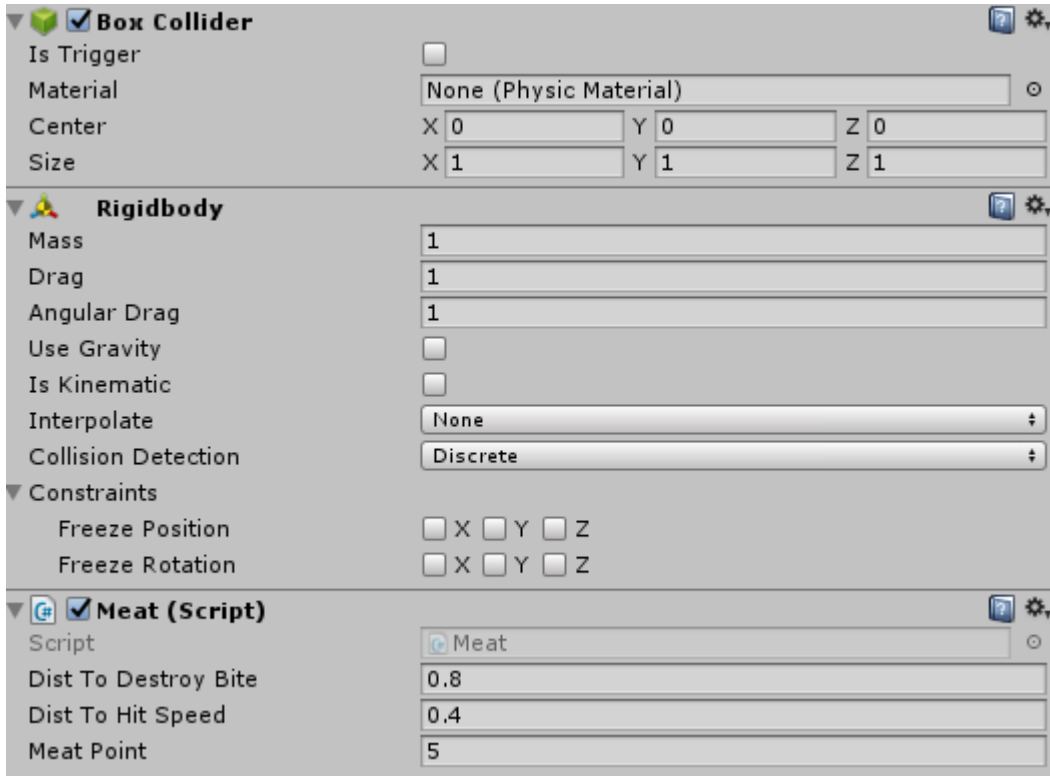 Box Collider
Is Trigger
Material None (Physic Material)
Center X 0 Y 0 Z 0
Size X 1 Y 1 Z 1
Rigidbody
Mass 1
Drag 1
Angular Drag 1
Use Gravity
Is Kinematic
Interpolate None
Collision Detection Discrete
Constraints
Freeze Position X Y Z
Freeze Rotation X Y Z
Meat (Script)
Script Meat
Dist To Destroy Bite 0.8
Dist To Hit Speed 0.4
Meat Point 5